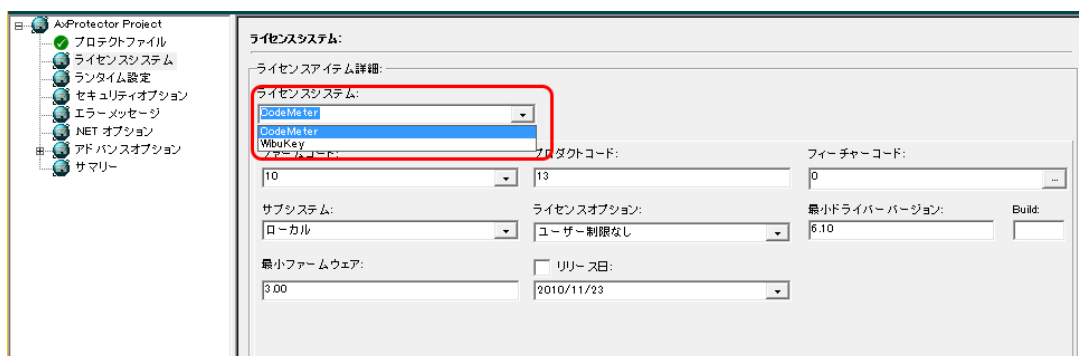 AxProtector Project
プロテクトファイル
ライセンスシステム
ランタイム設定
セキュリティオプション
エラーメッセージ
.NET オプション
アドバンスオプション
サマリー
ライセンスシステム:
ライセンスアイテム詳細:
ライセンスシステム:
CodeMeter
CodeMeter
WibuKey
ファームコード: プロダクトコード: フィーチャーコード:
10 13 0 ...
サブシステム: ライセンスオプション: 最小ドライバーバージョン: Build:
ローカル ユーザー制限なし 6.10
最小ファームウェア: リリース日:
3.00 2010/11/23